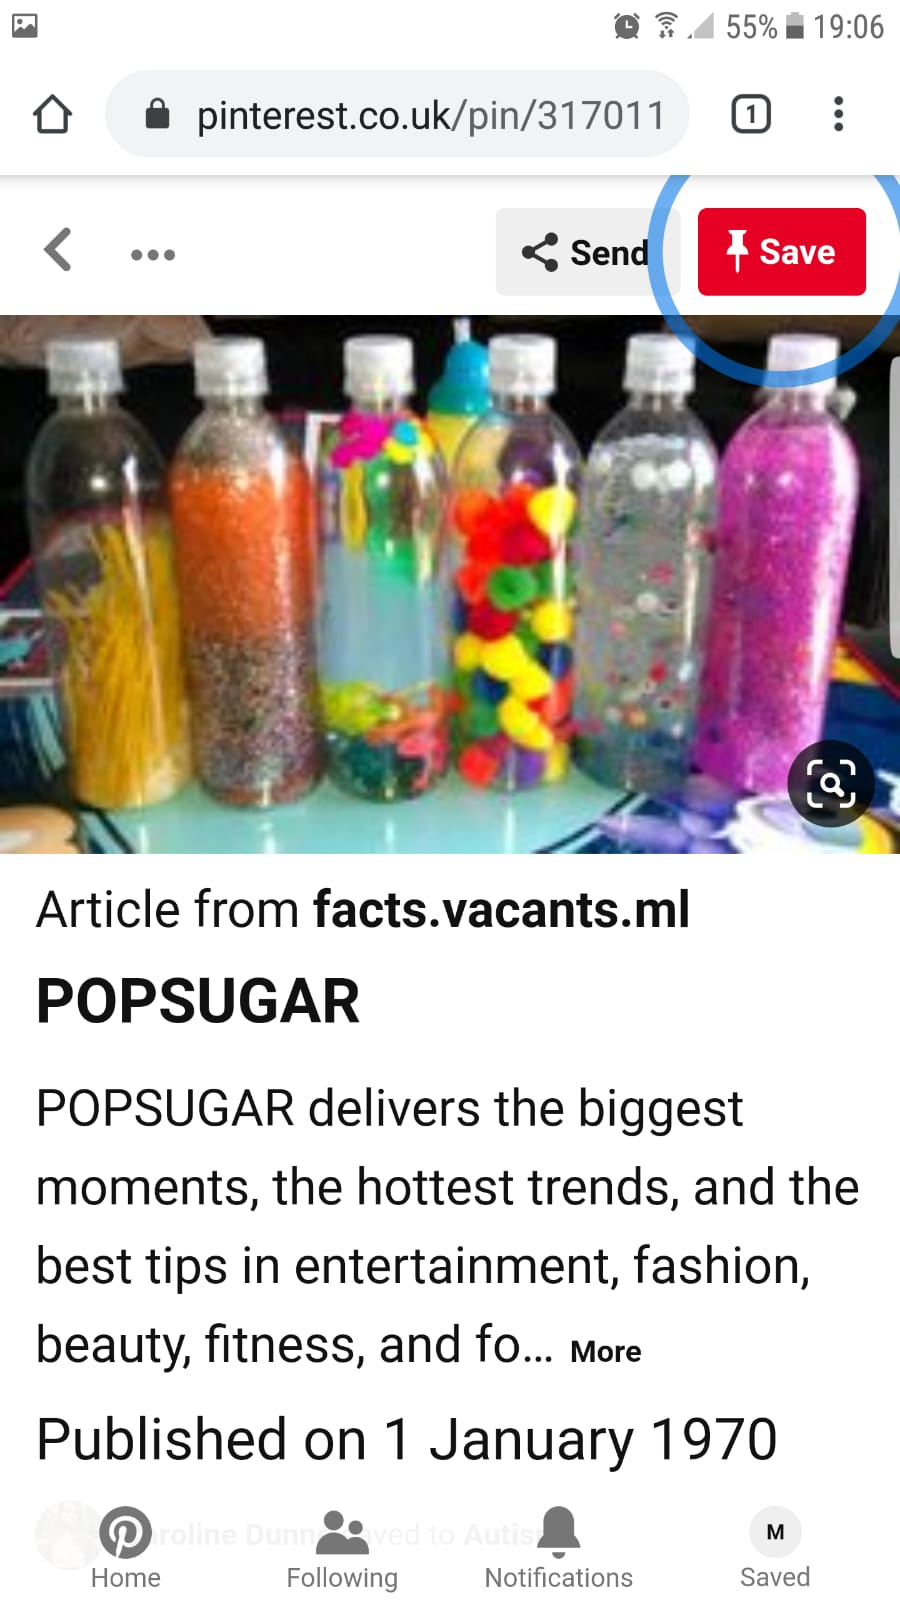 55% 19:06
pinterest.co.uk/pin/317011
1
Send
Save
Article from facts.vacants.ml
POPSUGAR
POPSUGAR delivers the biggest
moments, the hottest trends, and the
best tips in entertainment, fashion,
beauty, fitness, and fo... More
Published on 1 January 1970
M
Home
Following
Notifications
Saved